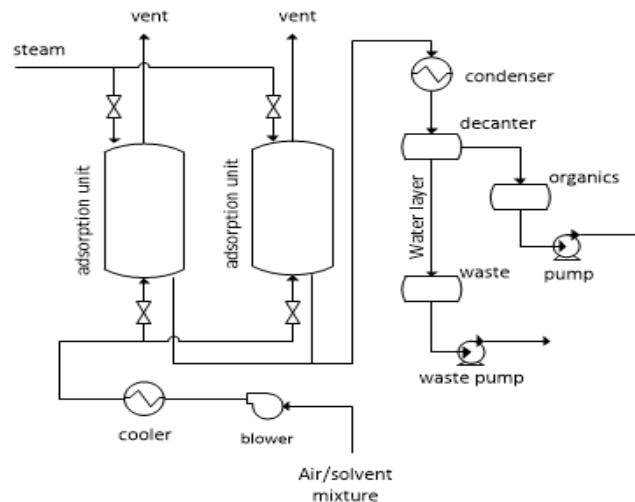 vent
vent
steam
condenser
decanter
adsorption unit
adsorption unit
organics
Water layer
waste
pump
waste pump
cooler
blower
Air/solvent
mixture